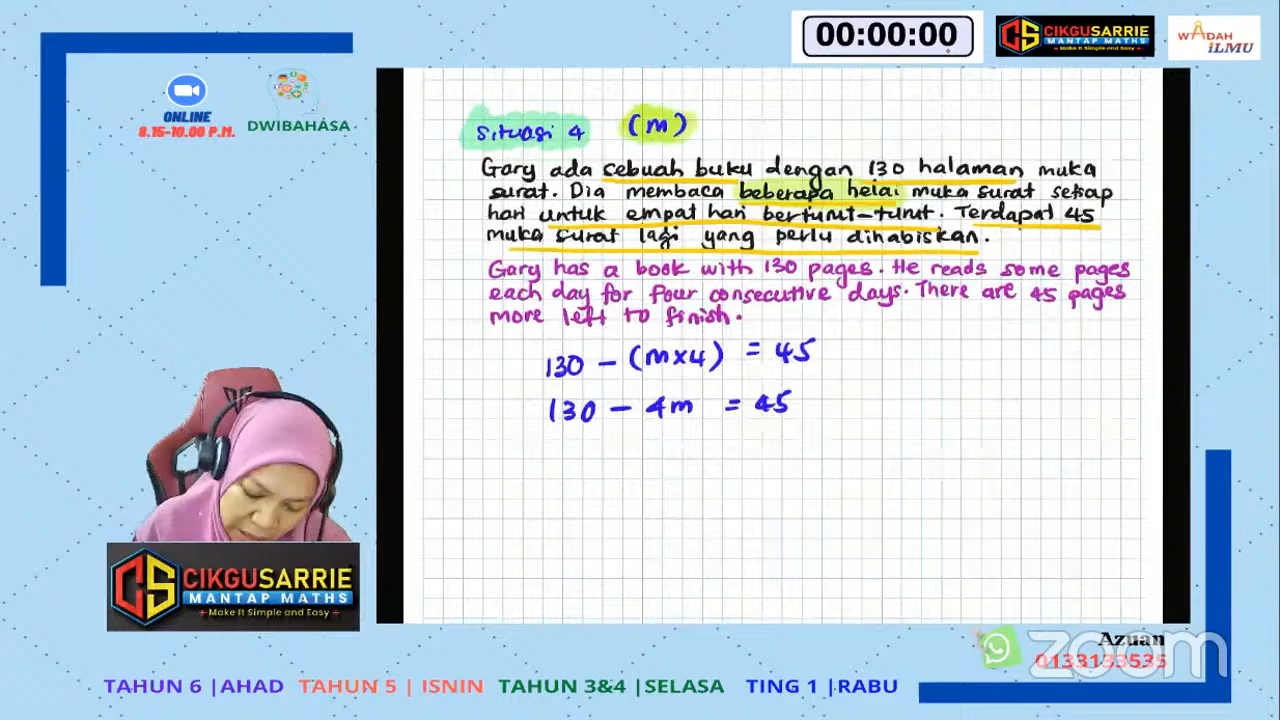 00:00:00
CIKGUSARRIE
MANTAP MATHS
Make It Simple and Easy
WADAH
ILMU
ONLINE
8.15-10.00 P.M.
DWIBAHASA
Situasi 4 (m)
Gary ada sebuah buku dengan 130 halaman muka
surat. Dia membaca beberapa helai muka surat setiap
hari untuk empat hari berturut-turut. Terdapat 45
muka surat lagi yang perlu dihabiskan.
Gary has a book with 130 pages. He reads some pages
each day for four consecutive days. There are 45 pages
more left to finish.
130 - (m×4) = 45
130 - 4m = 45
CIKGUSARRIE
MANTAP MATHS
Make It Simple and Easy
Azuan
0133133535
zoom
TAHUN 6 |AHAD TAHUN 5 | ISNIN TAHUN 3&4 |SELASA TING 1 |RABU